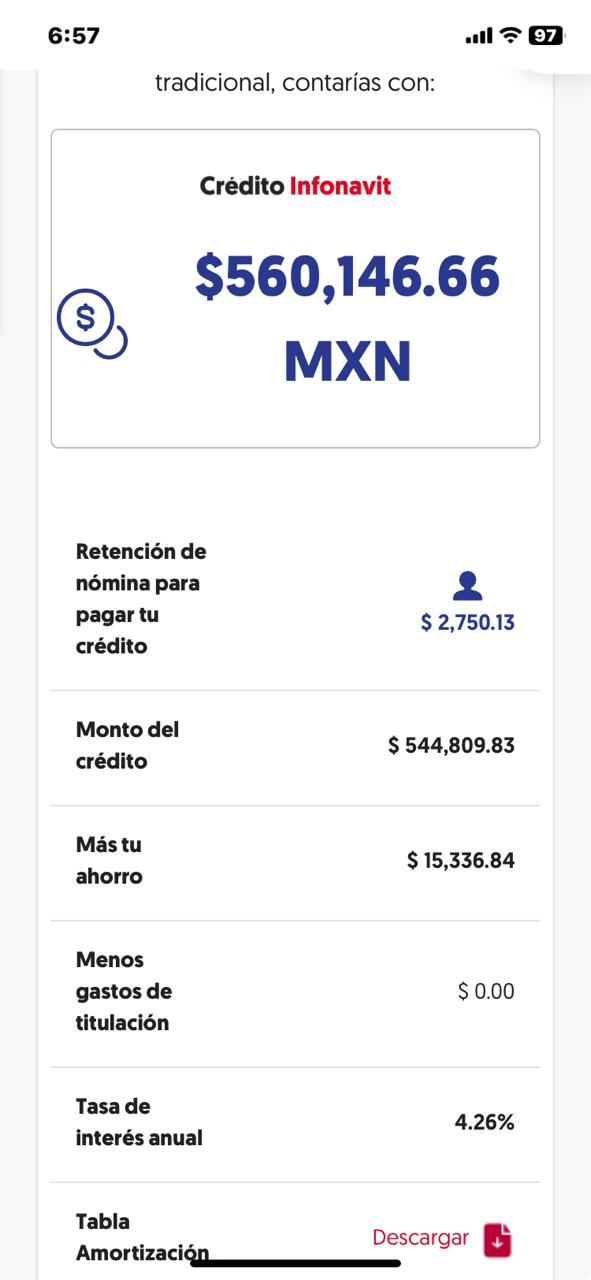 6:57
97
tradicional, contarías con:
Crédito Infonavit
$560,146.66
MXN
Retención de
nómina para
pagar tu
crédito
$ 2,750.13
Monto del
crédito
$ 544,809.83
Más tu
ahorro
$ 15,336.84
Menos
gastos de
titulación
$ 0.00
Tasa de
interés anual
4.26%
Tabla
Amortización
Descargar